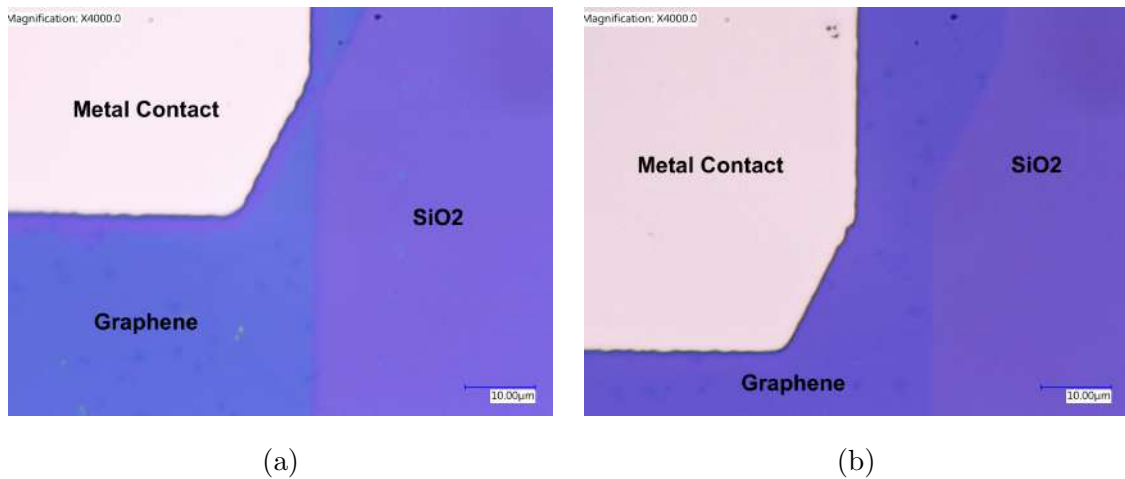 Magnification: X4000.0
Metal Contact
SiO2
Graphene
10.00μm
(a)
Magnification: X4000.0
Metal Contact
SiO2
Graphene
10.00μm
(b)